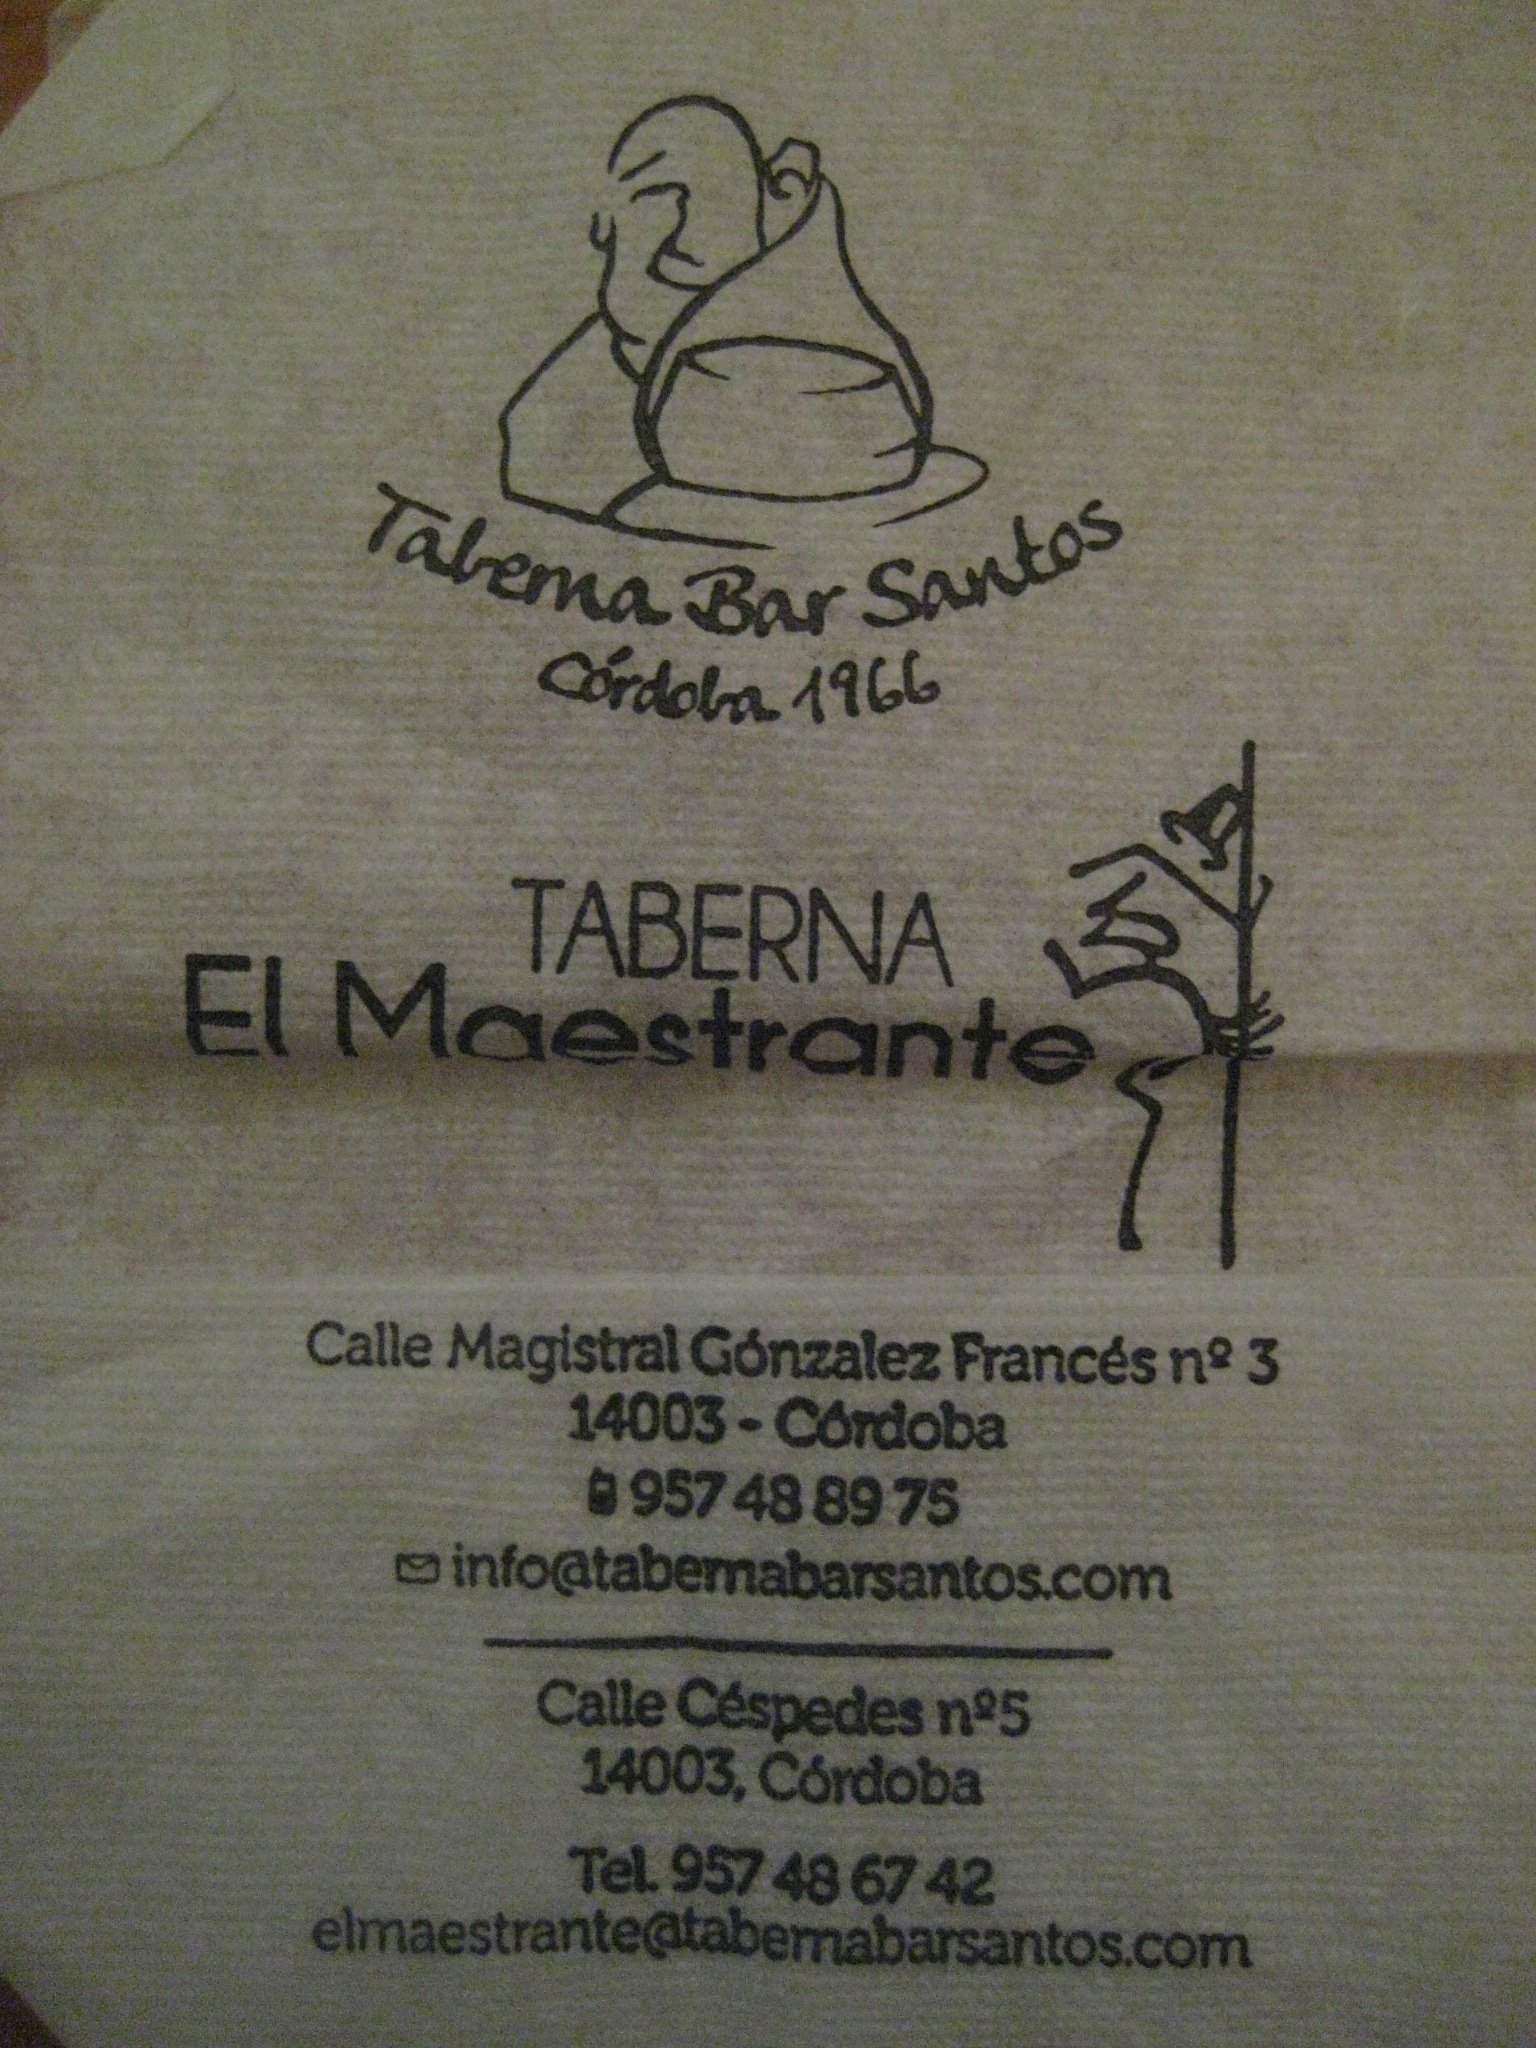 Taberna Bar Santos
Córdoba 1966
TABERNA
El Maestrante
Calle Magistral Gónzalez Francés nº 3
14003 - Córdoba
957 48 89 75
info@tabernabarsantos.com
Calle Céspedes nº5
14003, Córdoba
Tel. 957 48 67 42
elmaestrante@tabernabarsantos.com